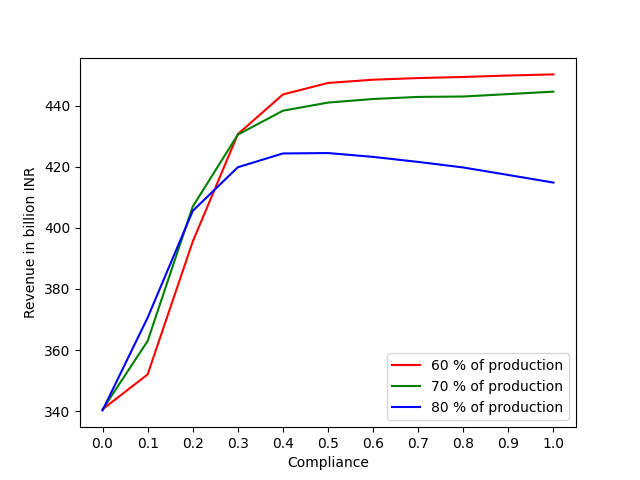 440
420
400
380
360
340
Revenue in billion INR
60 % of production
70 % of production
80 % of production
0.0 0.1 0.2 0.3 0.4 0.5 0.6 0.7 0.8 0.9 1.0
Compliance